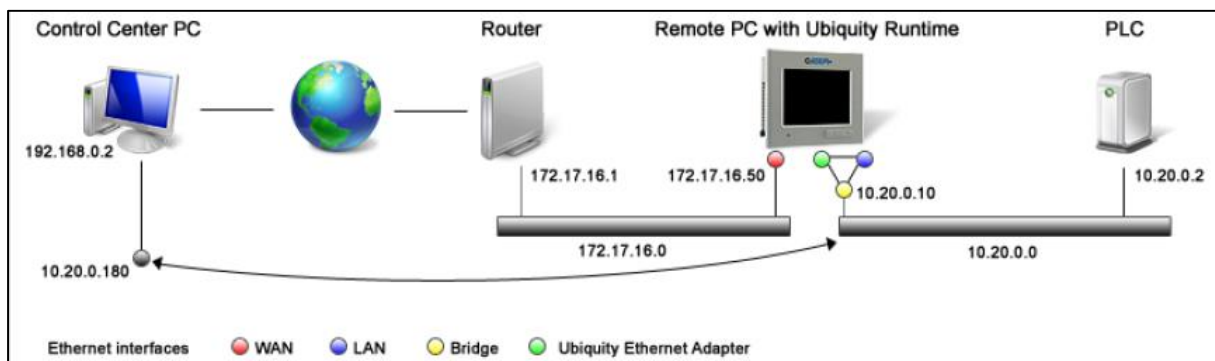 Control Center PC
Router
Remote PC with Ubiquity Runtime
PLC
192.168.0.2
172.17.16.1
172.17.16.50
10.20.0.10
10.20.0.2
172.17.16.0
10.20.0.0
10.20.0.180
Ethernet interfaces WAN LAN Bridge Ubiquity Ethernet Adapter